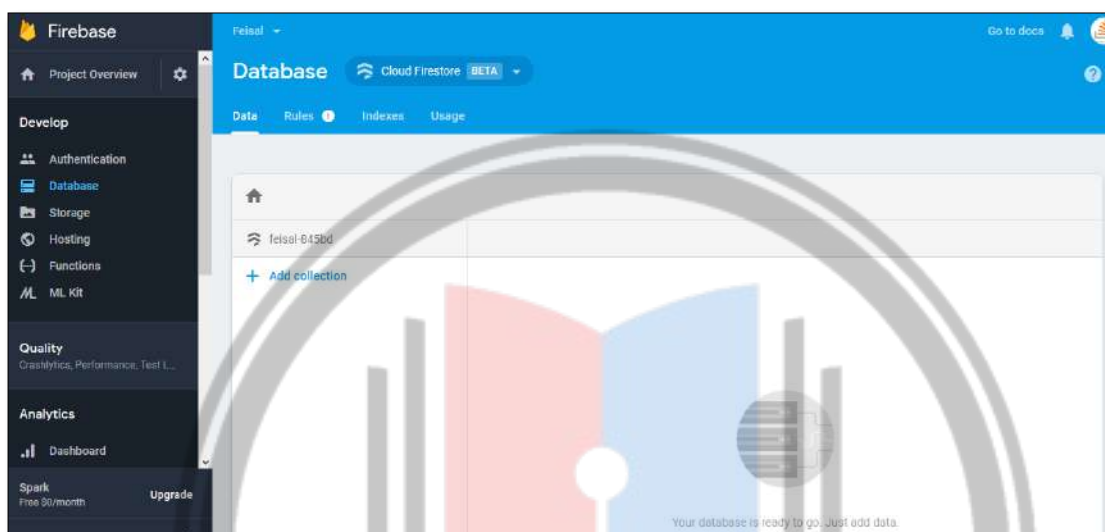 Firebase
Project Overview
Develop
Authentication
Database
Storage
Hosting
Functions
ML Kit
Quality
Crashlytics, Performance, Test L...
Analytics
Dashboard
Spark
Free $0/month
Upgrade
Feisal
Go to docs
Database
Cloud Firestore BETA
Data Rules Indexes Usage
feisal-845bd
+ Add collection
Your database is ready to go. Just add data.